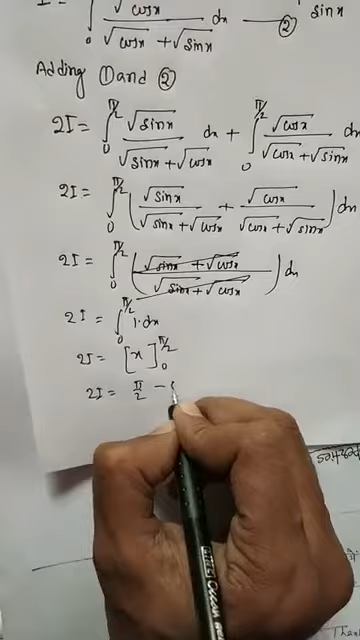 I = ∫₀ √cosx / (√cosx + √sinx) dx — ② sinx
Adding ① and ②
2I = ∫₀^(π/2) √sinx / (√sinx + √cosx) dx + ∫₀^(π/2) √cosx / (√cosx + √sinx) dx
2I = ∫₀^(π/2) ( √sinx / (√sinx + √cosx) + √cosx / (√cosx + √sinx) ) dx
2I = ∫₀^(π/2) ( (√sinx + √cosx) / (√sinx + √cosx) ) dx
2I = ∫₀^(π/2) 1·dx
2I = [x]₀^(π/2)
2I = π/2 –
Ocean